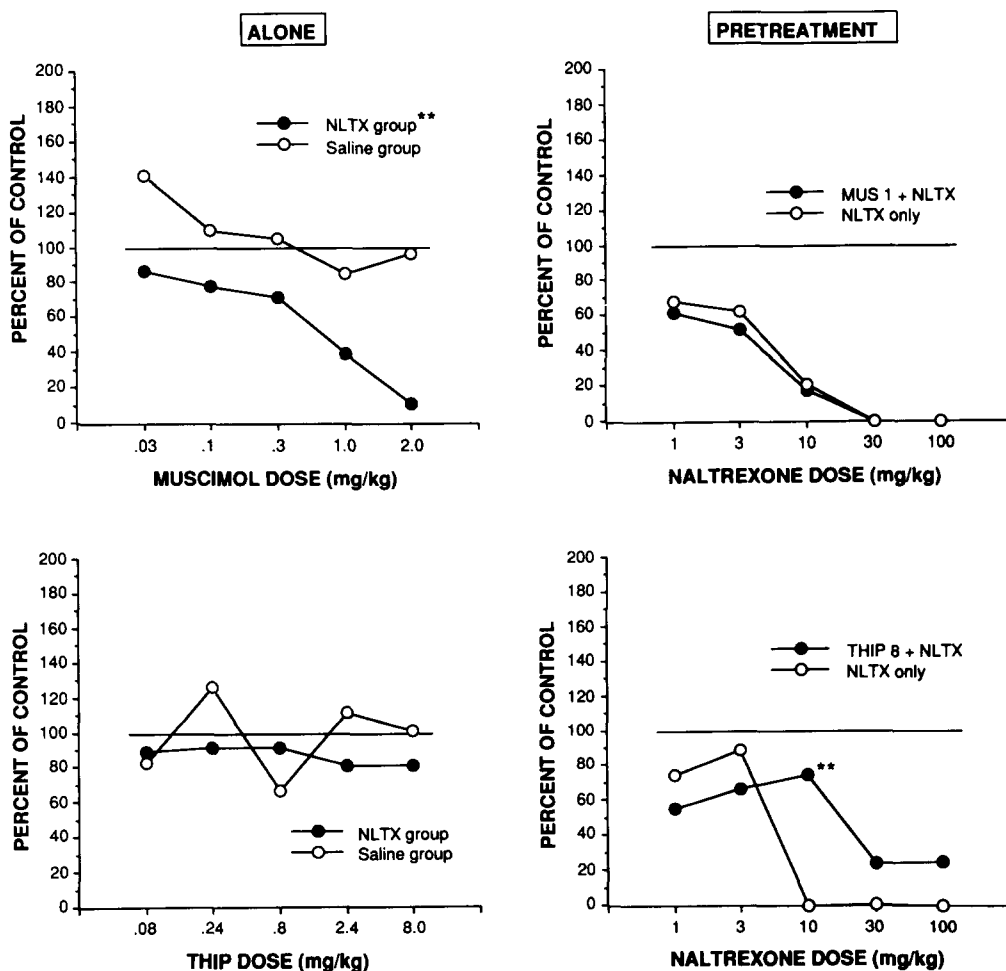 ALONE
PERCENT OF CONTROL
200
180
160
140
120
100
80
60
40
20
0
NLTX group**
Saline group
.03 .1 .3 1.0 2.0
MUSCIMOL DOSE (mg/kg)
PRETREATMENT
PERCENT OF CONTROL
200
180
160
140
120
100
80
60
40
20
0
MUS 1 + NLTX
NLTX only
1 3 10 30 100
NALTREXONE DOSE (mg/kg)
PERCENT OF CONTROL
200
180
160
140
120
100
80
60
40
20
0
NLTX group
Saline group
.08 .24 .8 2.4 8.0
THIP DOSE (mg/kg)
PERCENT OF CONTROL
200
180
160
140
120
100
80
60
40
20
0
THIP 8 + NLTX
NLTX only
**
1 3 10 30 100
NALTREXONE DOSE (mg/kg)